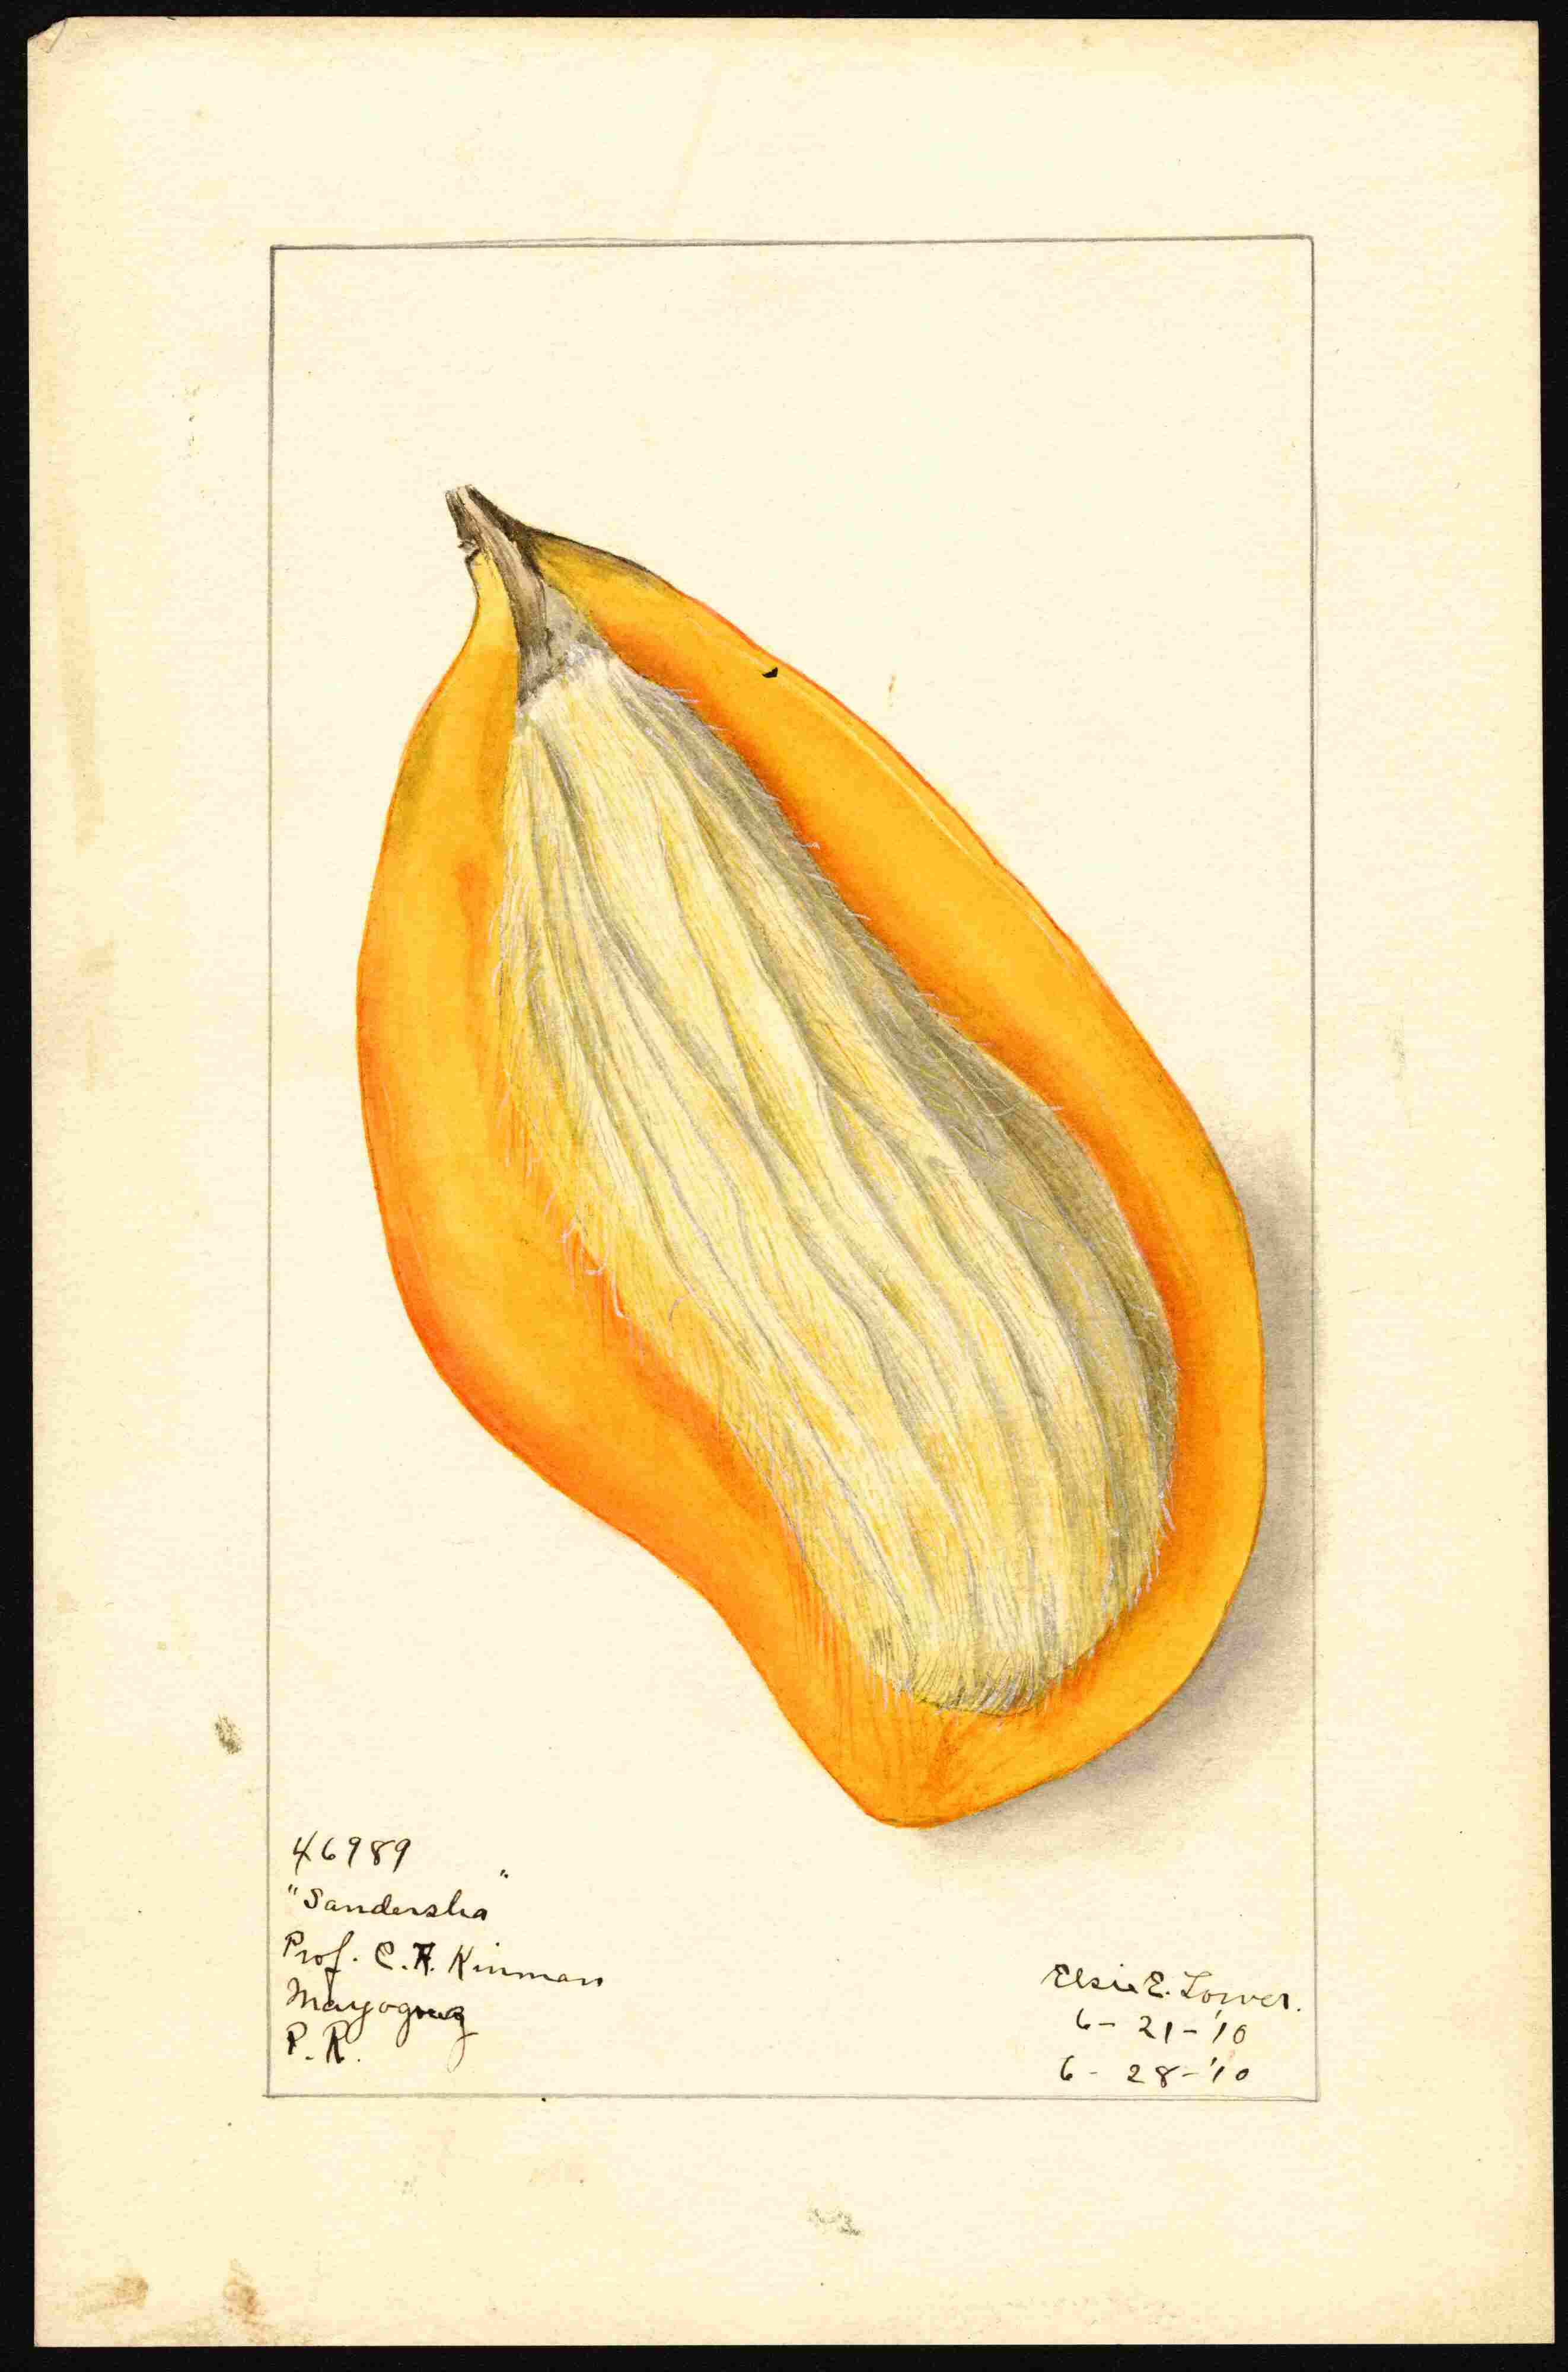 46989
"Sandersha"
Prof. C. F. Kinman
Mayaguez
P. R.
Elsie E. Lower.
6 - 21 - '10
6 - 28 - '10